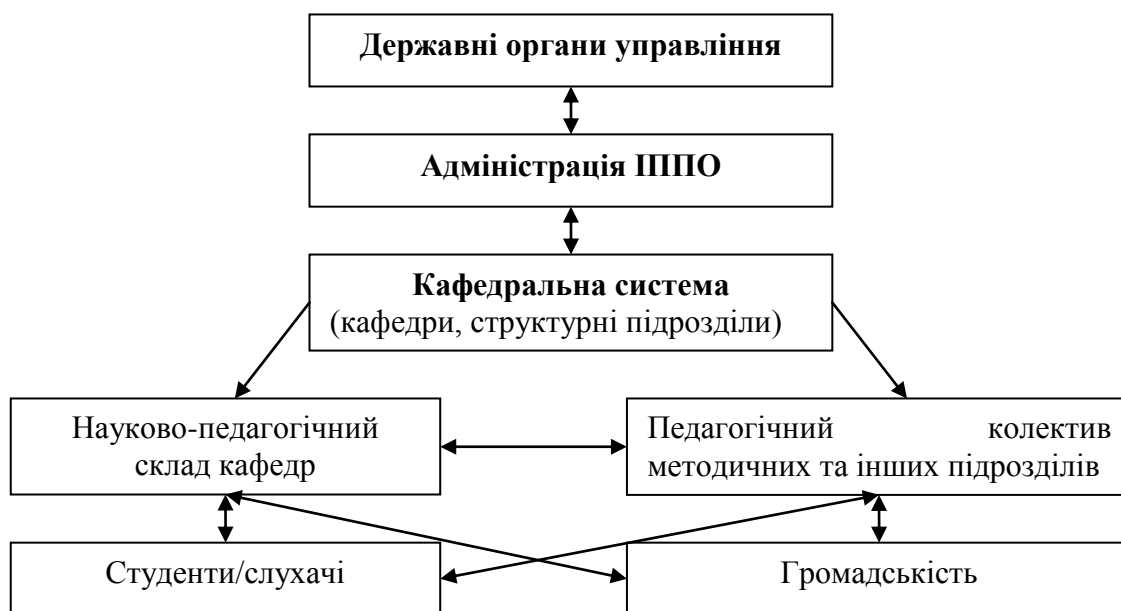 Державні органи управління
Адміністрація ІППО
Кафедральна система
(кафедри, структурні підрозділи)
Науково-педагогічний
склад кафедр
Педагогічний колектив
методичних та інших підрозділів
Студенти/слухачі
Громадськість